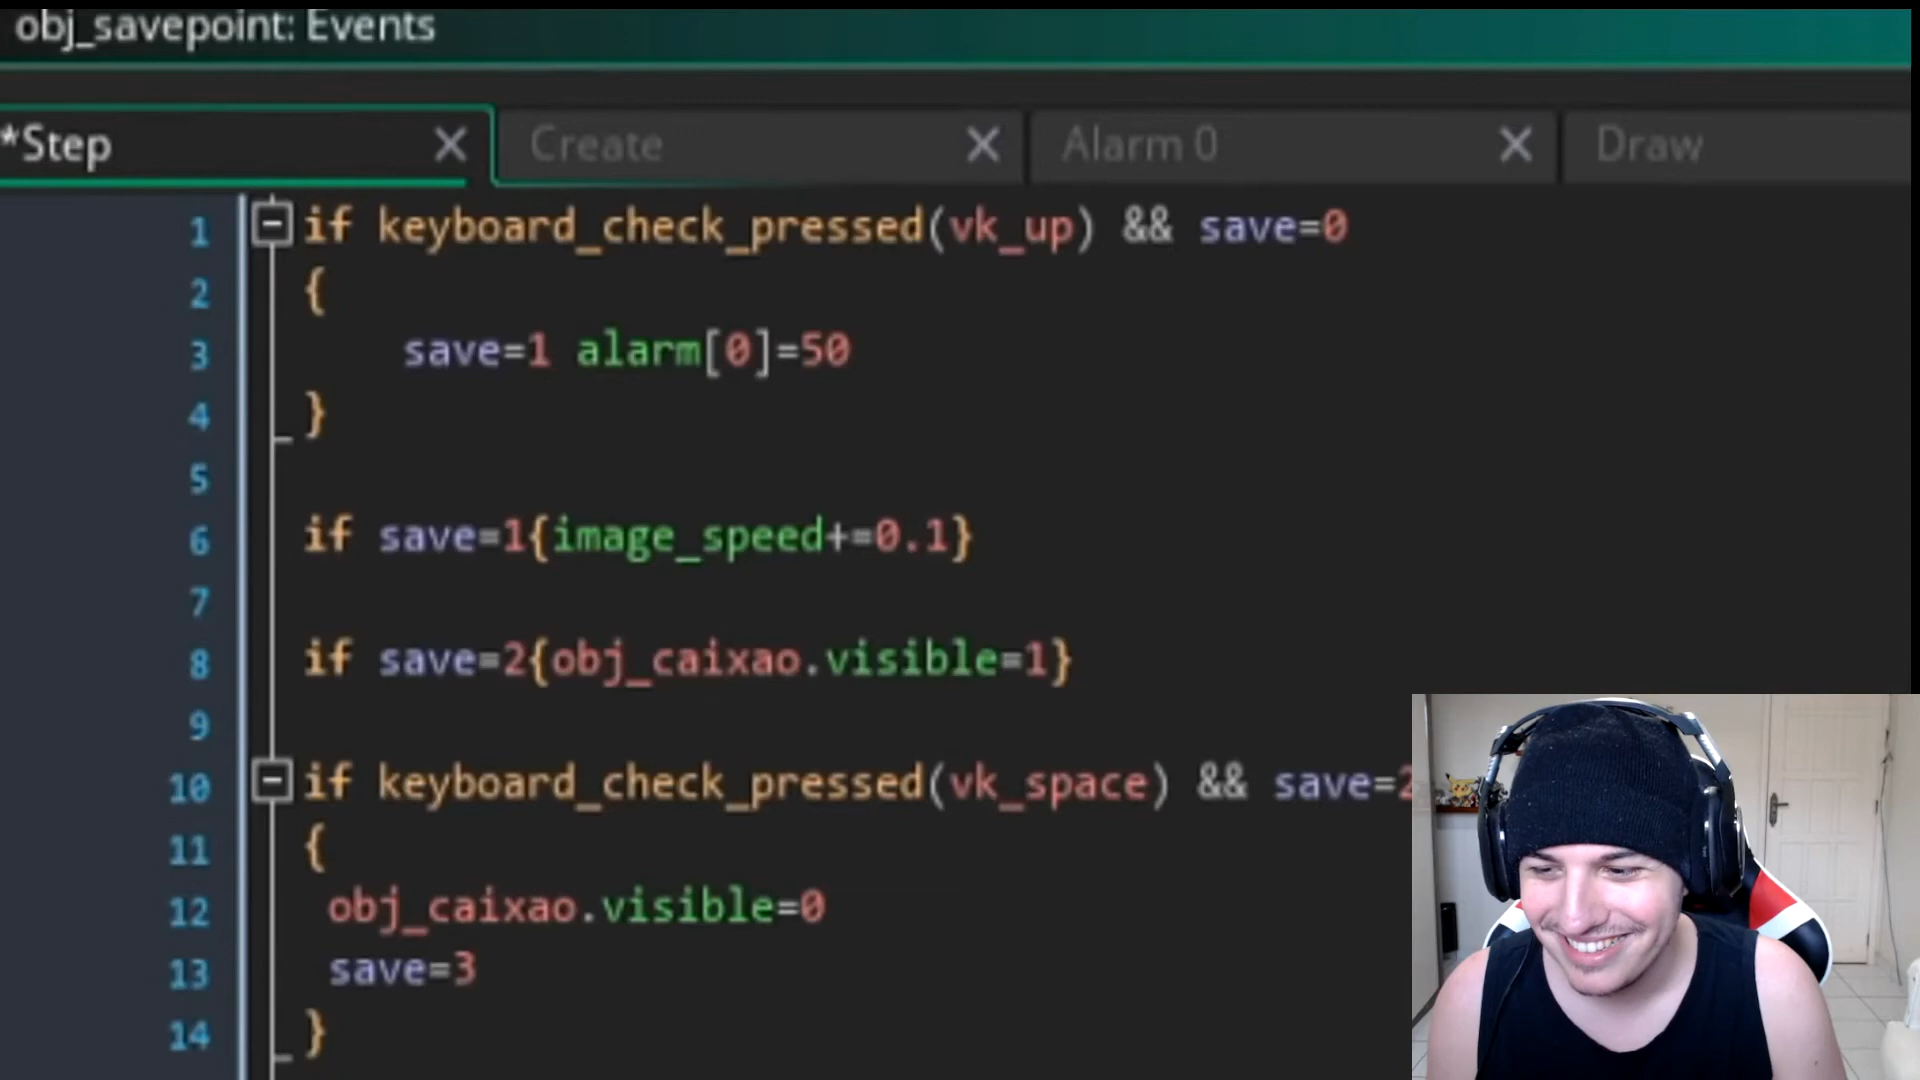 obj_savepoint: Events
*Step
Create
Alarm 0
Draw
1 if keyboard_check_pressed(vk_up) && save=0
2 {
3 save=1 alarm[0]=50
4 }
5
6 if save=1{image_speed+=0.1}
7
8 if save=2{obj_caixao.visible=1}
9
10 if keyboard_check_pressed(vk_space) && save=2
11 {
12 obj_caixao.visible=0
13 save=3
14 }